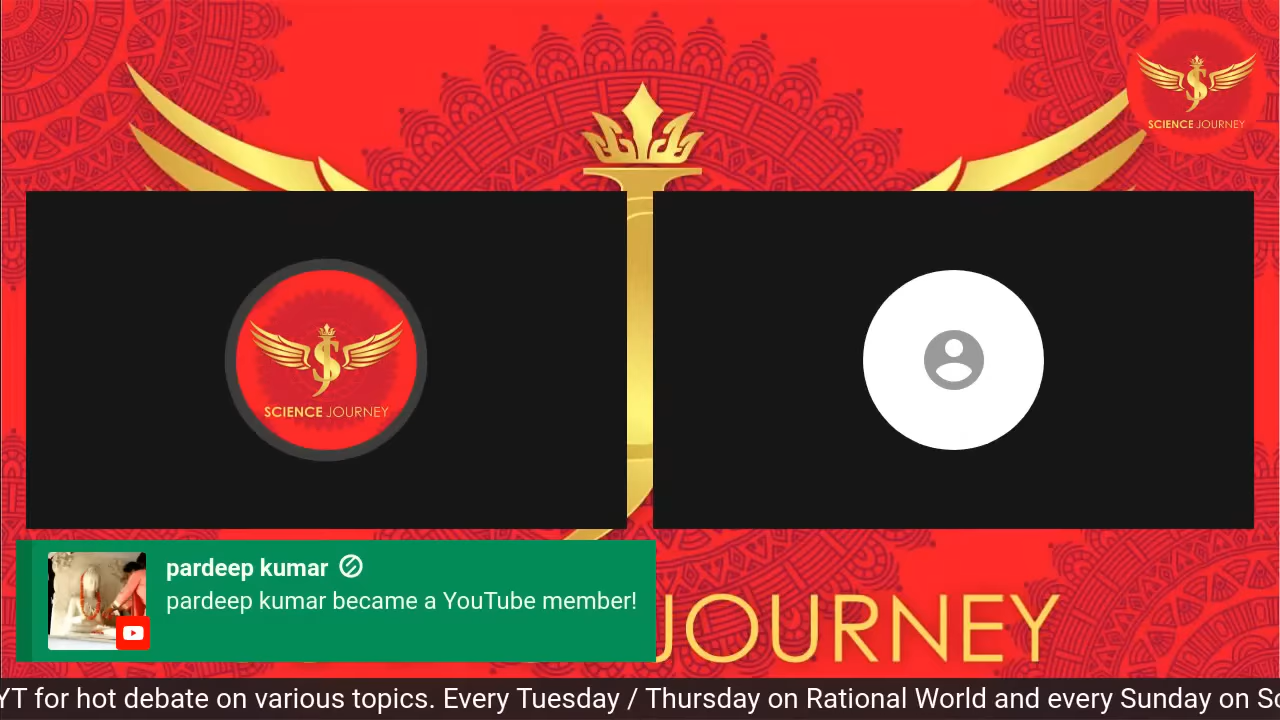 SCIENCE JOURNEY
SCIENCE JOURNEY
pardeep kumar
pardeep kumar became a YouTube member!
JOURNEY
YT for hot debate on various topics. Every Tuesday / Thursday on Rational World and every Sunday on